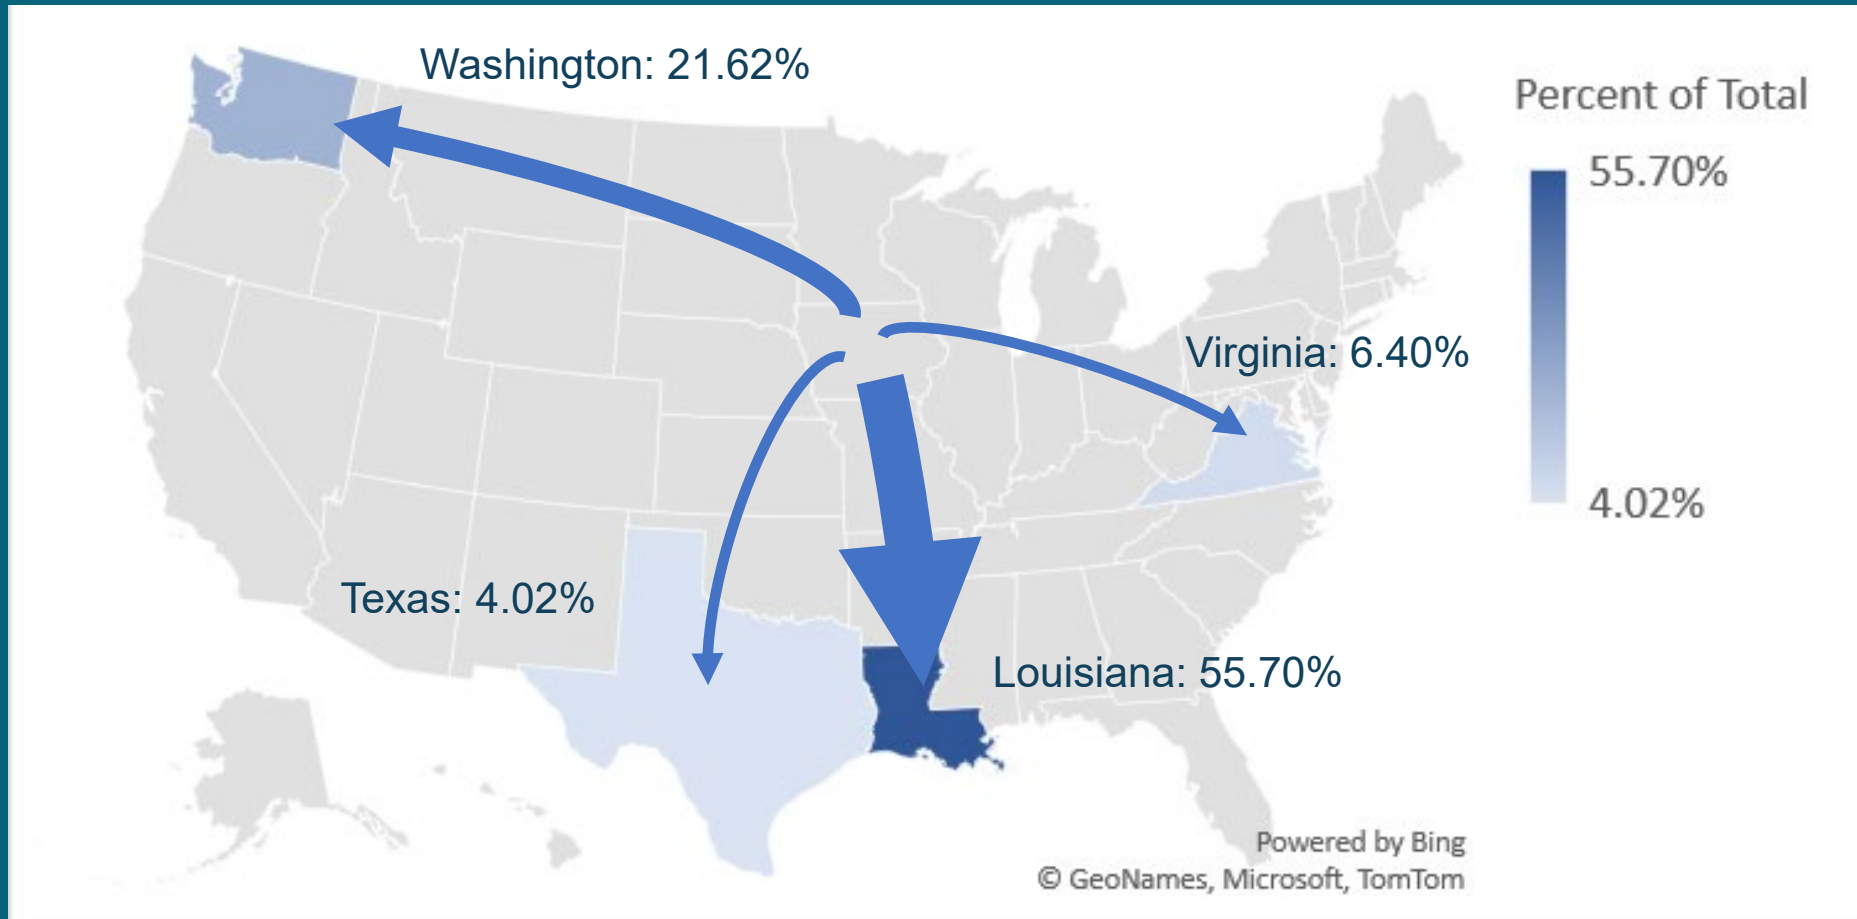 Washington: 21.62%
Percent of Total
55.70%
Virginia: 6.40%
4.02%
Texas: 4.02%
Louisiana: 55.70%
Powered by Bing
© GeoNames, Microsoft, TomTom